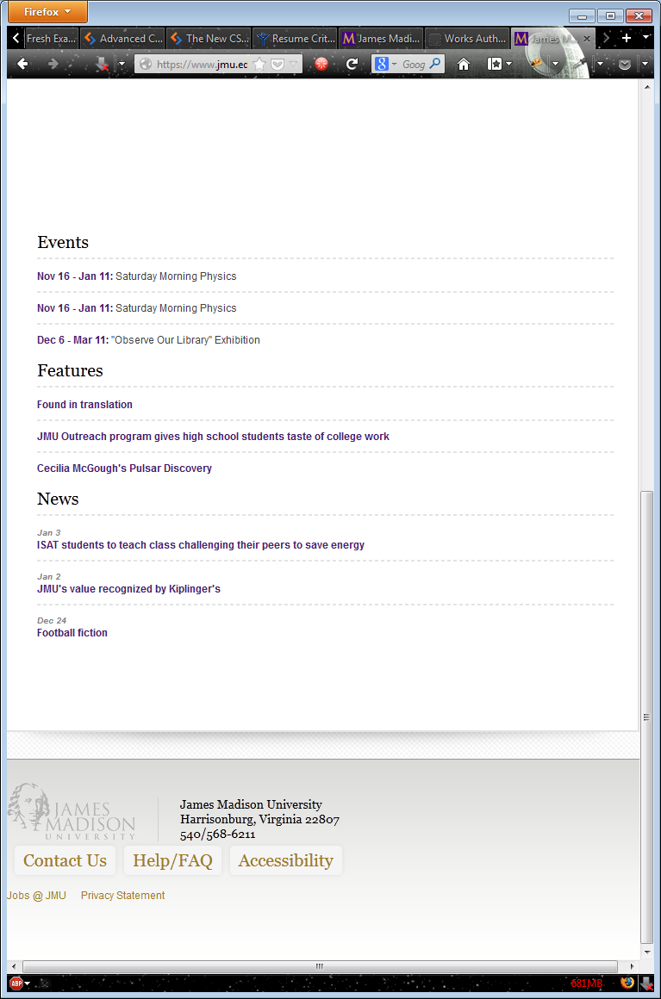 Firefox
Fresh Exa...
Advanced C...
The New CS...
Resume Crit...
James Madi...
Works Auth...
James M...
https://www.jmu.ed
Goog
Events
Nov 16 - Jan 11: Saturday Morning Physics
Nov 16 - Jan 11: Saturday Morning Physics
Dec 6 - Mar 11: "Observe Our Library" Exhibition
Features
Found in translation
JMU Outreach program gives high school students taste of college work
Cecilia McGough's Pulsar Discovery
News
Jan 3
ISAT students to teach class challenging their peers to save energy
Jan 2
JMU's value recognized by Kiplinger's
Dec 24
Football fiction
JAMES
MADISON
UNIVERSITY
James Madison University
Harrisonburg, Virginia 22807
540/568-6211
Contact Us
Help/FAQ
Accessibility
Jobs @ JMU
Privacy Statement
ABP
681MB